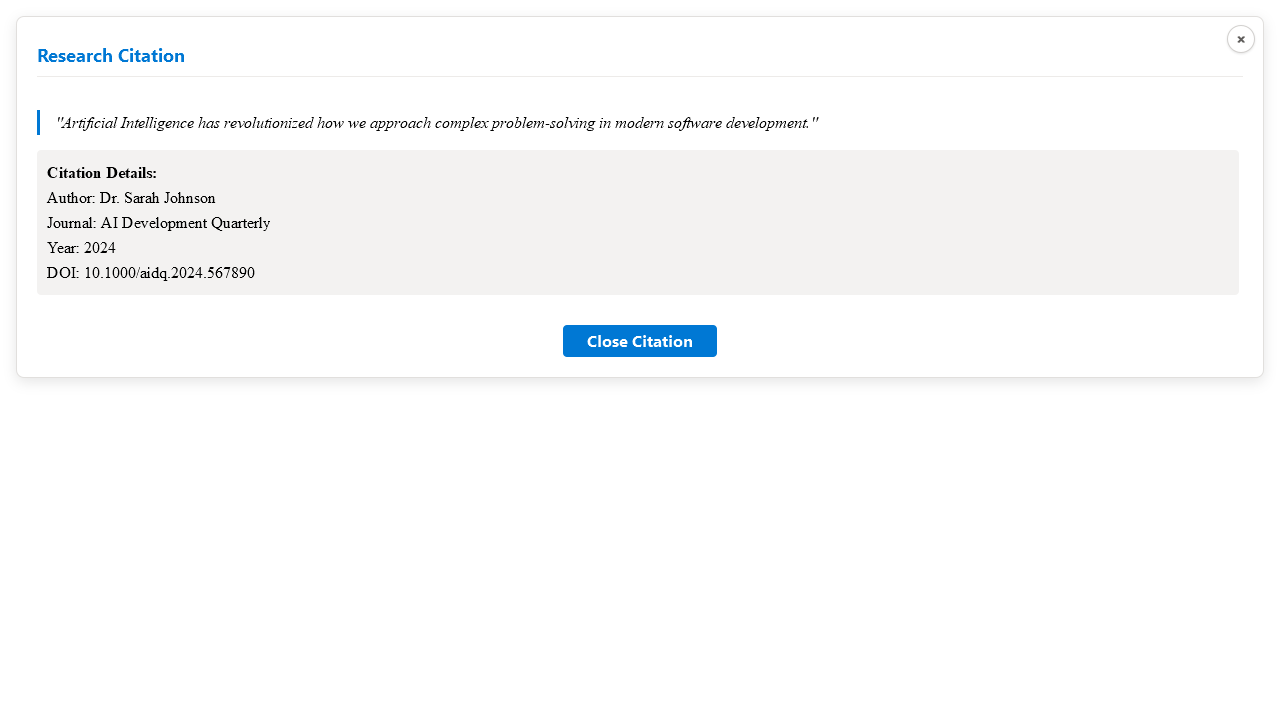 Research Citation
×
"Artificial Intelligence has revolutionized how we approach complex problem-solving in modern software development."
Citation Details:
Author: Dr. Sarah Johnson
Journal: AI Development Quarterly
Year: 2024
DOI: 10.1000/aidq.2024.567890
Close Citation